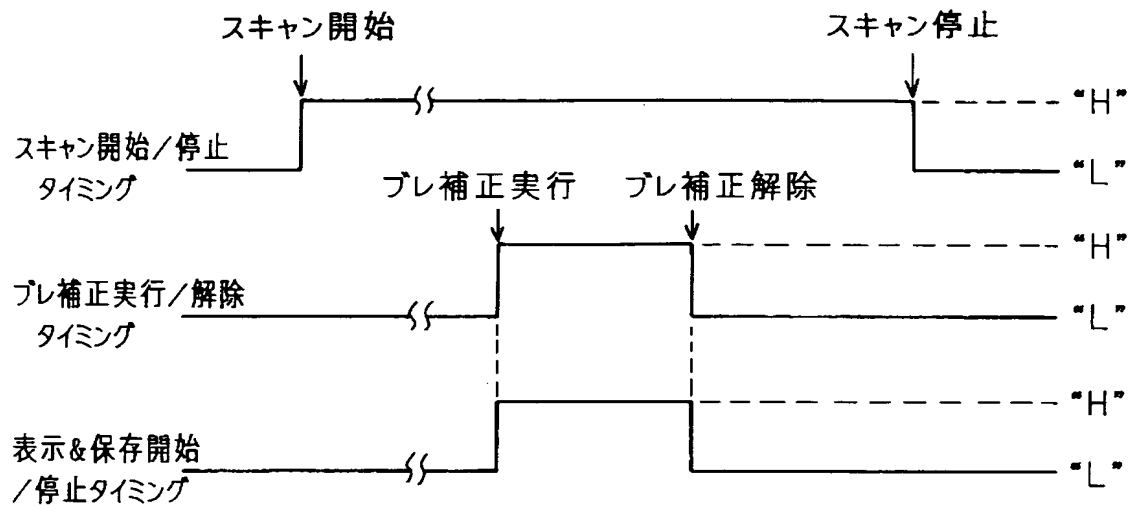 スキャン開始
スキャン停止
“H”
スキャン開始／停止
タイミング
“L”
ブレ補正実行
ブレ補正解除
“H”
ブレ補正実行／解除
タイミング
“L”
“H”
表示&保存開始
／停止タイミング
“L”